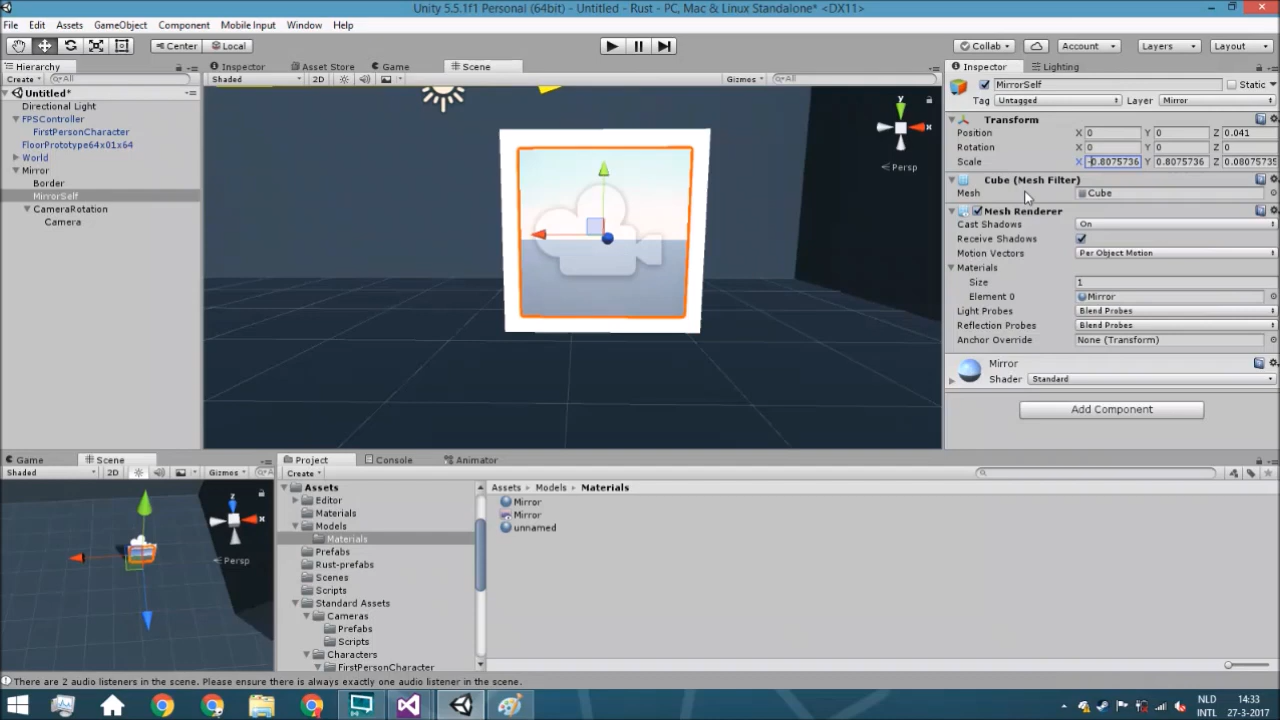 Unity 5.5.1f1 Personal (64bit) - Untitled - Rust - PC, Mac & Linux Standalone* <DX11>
File Edit Assets GameObject Component Mobile Input Window Help
Center Local Collab Account Layers Layout
Hierarchy
Create All
Untitled*
Directional Light
FPSController
FirstPersonCharacter
FloorPrototype64x01x64
World
Mirror
Border
MirrorSelf
CameraRotation
Camera
Inspector Asset Store Game Scene
Shaded 2D Gizmos All
y
x
Persp
Inspector Lighting
MirrorSelf Static
Tag Untagged Layer Mirror
Transform
Position X 0 Y 0 Z 0.041
Rotation X 0 Y 0 Z 0
Scale X -0.8075736 Y 0.8075736 Z 0.0807573
Cube (Mesh Filter)
Mesh Cube
Mesh Renderer
Cast Shadows On
Receive Shadows
Motion Vectors Per Object Motion
Materials
Size 1
Element 0 Mirror
Light Probes Blend Probes
Reflection Probes Blend Probes
Anchor Override None (Transform)
Mirror
Shader Standard
Add Component
Game Scene
Shaded 2D Gizmos
z
x
Persp
Project Console Animator
Create
Assets
Editor
Materials
Models
Materials
Prefabs
Rust-prefabs
Scenes
Scripts
Standard Assets
Cameras
Prefabs
Scripts
Characters
FirstPersonCharacter
Assets Models Materials
Mirror
Mirror
unnamed
There are 2 audio listeners in the scene. Please ensure there is always exactly one audio listener in the scene.
NLD
INTL
14:33
27-3-2017